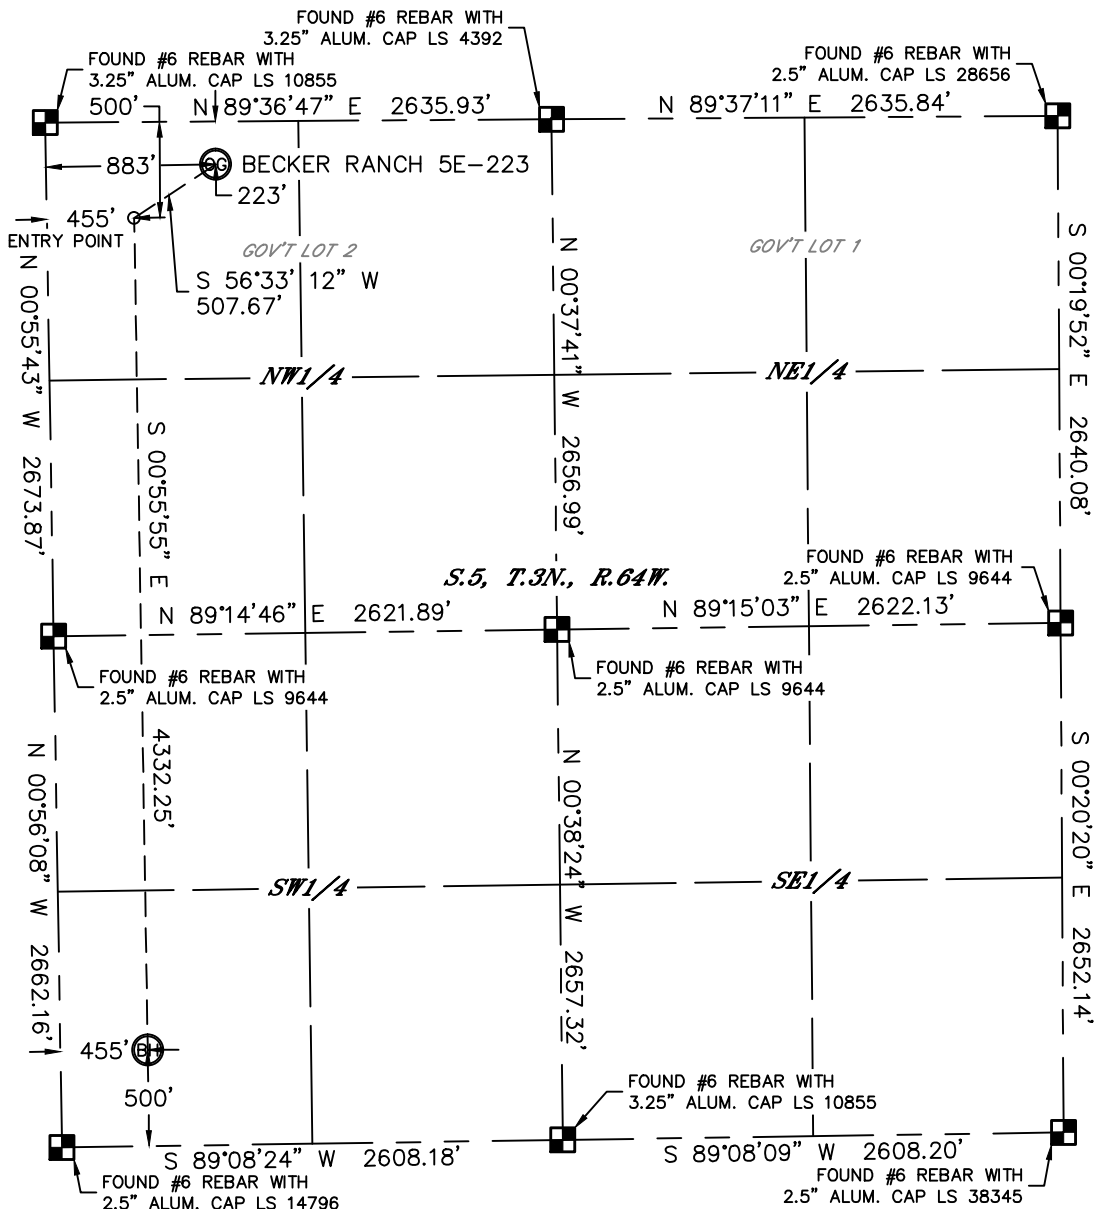 FOUND #6 REBAR WITH
3.25" ALUM. CAP LS 4392
FOUND #6 REBAR WITH
3.25" ALUM. CAP LS 10855
FOUND #6 REBAR WITH
2.5" ALUM. CAP LS 28656
500'
N 89°36'47" E 2635.93'
N 89°37'11" E 2635.84'
883'
OG
BECKER RANCH 5E-223
223'
455'
ENTRY POINT
GOV'T LOT 2
GOV'T LOT 1
S 56°33' 12" W
507.67'
N 00°55'43" W 2673.87'
N 00°37'41" W 2656.99'
S 00°19'52" E 2640.08'
NW1/4
NE1/4
S 00°55'55" E 4332.25'
S.5, T.3N., R.64W.
FOUND #6 REBAR WITH
2.5" ALUM. CAP LS 9644
N 89°14'46" E 2621.89'
N 89°15'03" E 2622.13'
FOUND #6 REBAR WITH
2.5" ALUM. CAP LS 9644
FOUND #6 REBAR WITH
2.5" ALUM. CAP LS 9644
N 00°56'08" W 2662.16'
N 00°38'24" W 2657.32'
S 00°20'20" E 2652.14'
SW1/4
SE1/4
455'
BH
500'
FOUND #6 REBAR WITH
3.25" ALUM. CAP LS 10855
S 89°08'24" W 2608.18'
S 89°08'09" W 2608.20'
FOUND #6 REBAR WITH
2.5" ALUM. CAP LS 14796
FOUND #6 REBAR WITH
2.5" ALUM. CAP LS 38345